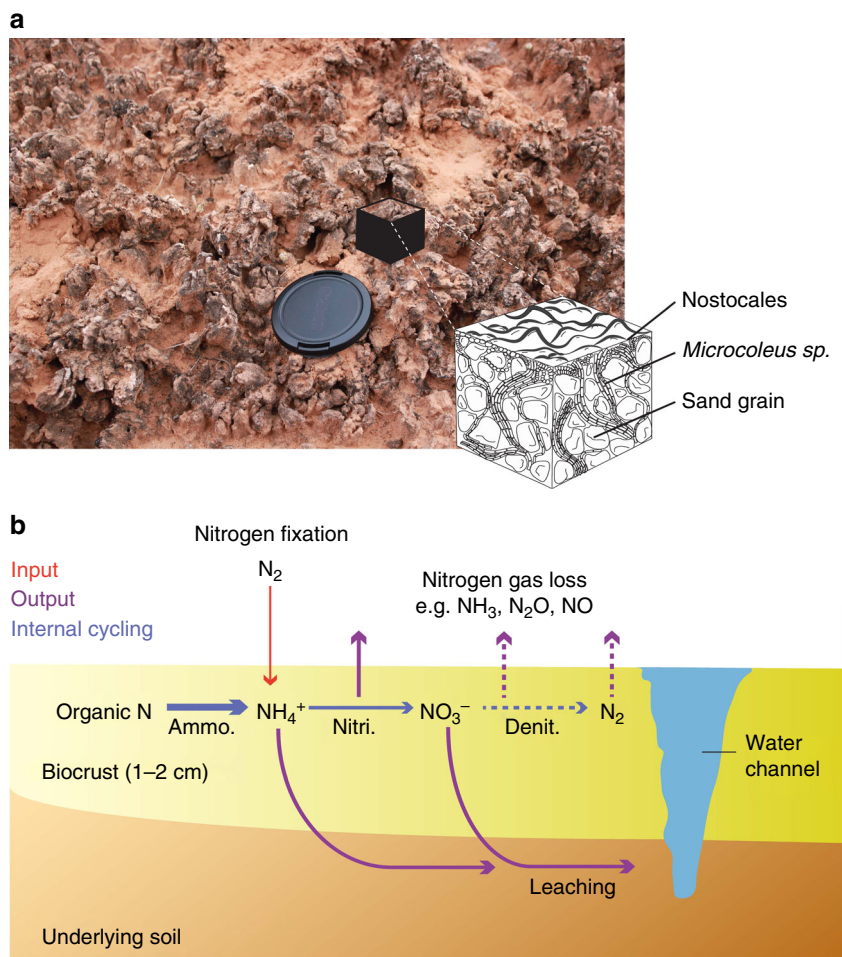 a
Nostocales
Microcoleus sp.
Sand grain
b
Nitrogen fixation
N₂
Input
Output
Internal cycling
Nitrogen gas loss
e.g. NH₃, N₂O, NO
Organic N
Ammo.
NH₄⁺
Nitri.
NO₃⁻
Denit.
N₂
Biocrust (1–2 cm)
Water
channel
Leaching
Underlying soil